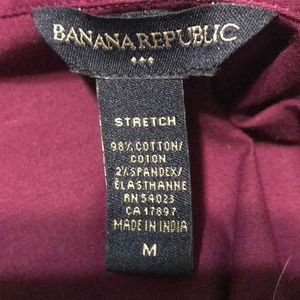 BANANA REPUBLIC
STRETCH
98% COTTON/
COTON
2% SPANDEX/
ÉLASTHANNE
RN 54023
CA 17897
MADE IN INDIA
M